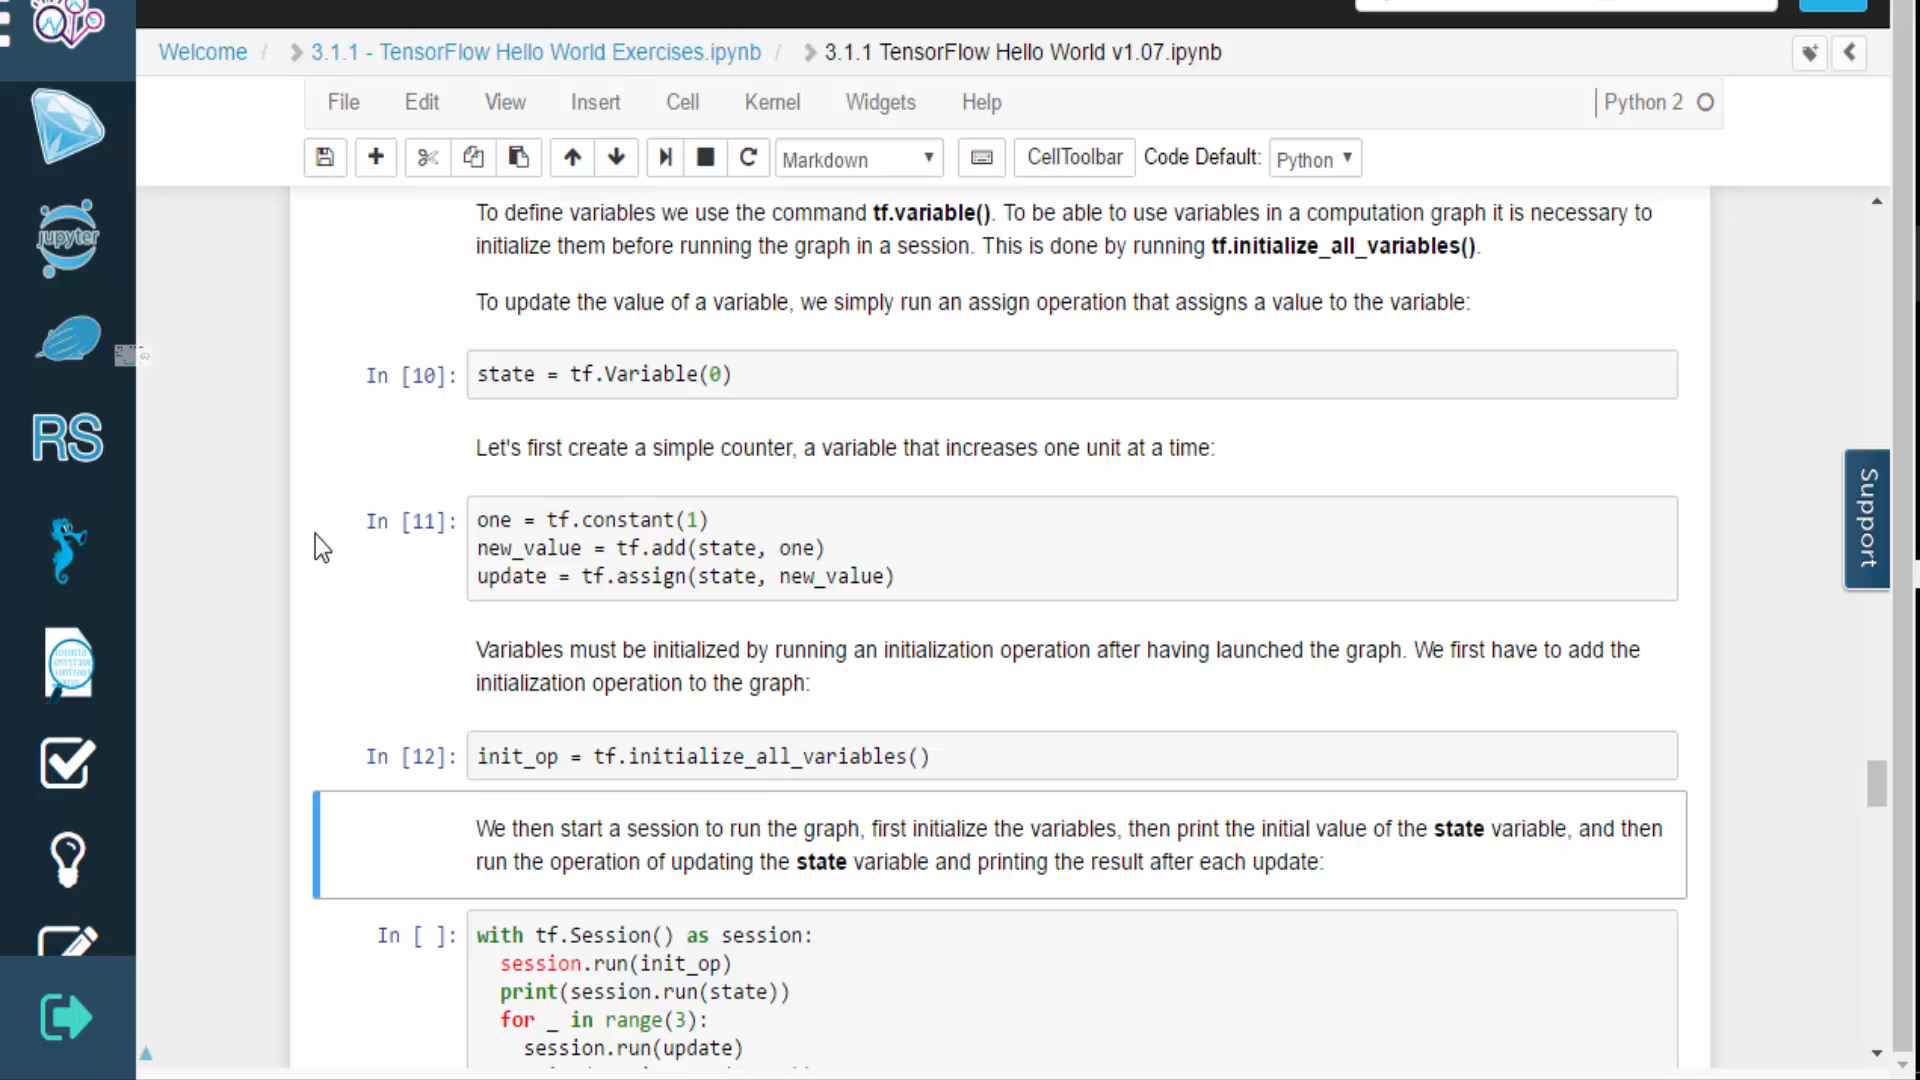 Welcome / 3.1.1 - TensorFlow Hello World Exercises.ipynb / 3.1.1 TensorFlow Hello World v1.07.ipynb
File Edit View Insert Cell Kernel Widgets Help Python 2
Markdown CellToolbar Code Default: Python
jupyter
RS
Support
To define variables we use the command tf.variable(). To be able to use variables in a computation graph it is necessary to
initialize them before running the graph in a session. This is done by running tf.initialize_all_variables().
To update the value of a variable, we simply run an assign operation that assigns a value to the variable:
In [10]: state = tf.Variable(0)
Let's first create a simple counter, a variable that increases one unit at a time:
In [11]: one = tf.constant(1)
new_value = tf.add(state, one)
update = tf.assign(state, new_value)
Variables must be initialized by running an initialization operation after having launched the graph. We first have to add the
initialization operation to the graph:
In [12]: init_op = tf.initialize_all_variables()
We then start a session to run the graph, first initialize the variables, then print the initial value of the state variable, and then
run the operation of updating the state variable and printing the result after each update:
In [ ]: with tf.Session() as session:
session.run(init_op)
print(session.run(state))
for _ in range(3):
session.run(update)